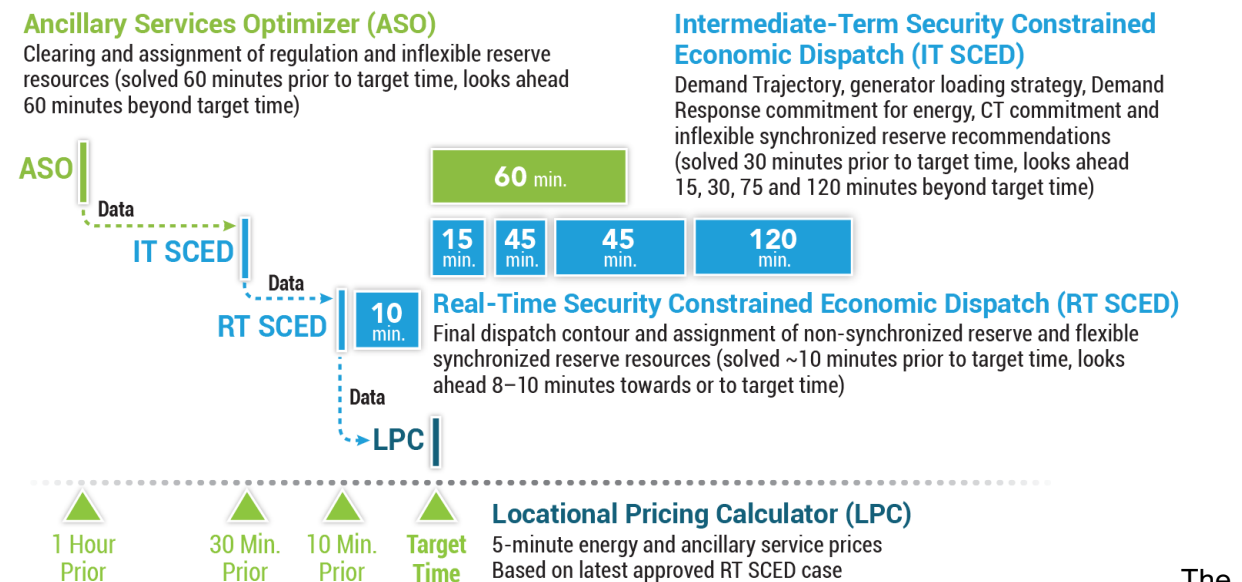 Ancillary Services Optimizer (ASO)
Clearing and assignment of regulation and inflexible reserve
resources (solved 60 minutes prior to target time, looks ahead
60 minutes beyond target time)
Intermediate-Term Security Constrained
Economic Dispatch (IT SCED)
Demand Trajectory, generator loading strategy, Demand
Response commitment for energy, CT commitment and
inflexible synchronized reserve recommendations
(solved 30 minutes prior to target time, looks ahead
15, 30, 75 and 120 minutes beyond target time)
ASO
60 min.
Data
IT SCED
15 min.
45 min.
45 min.
120 min.
Data
RT SCED
10 min.
Real-Time Security Constrained Economic Dispatch (RT SCED)
Final dispatch contour and assignment of non-synchronized reserve and flexible
synchronized reserve resources (solved ~10 minutes prior to target time, looks
ahead 8–10 minutes towards or to target time)
Data
LPC
1 Hour
Prior
30 Min.
Prior
10 Min.
Prior
Target
Time
Locational Pricing Calculator (LPC)
5-minute energy and ancillary service prices
Based on latest approved RT SCED case
The